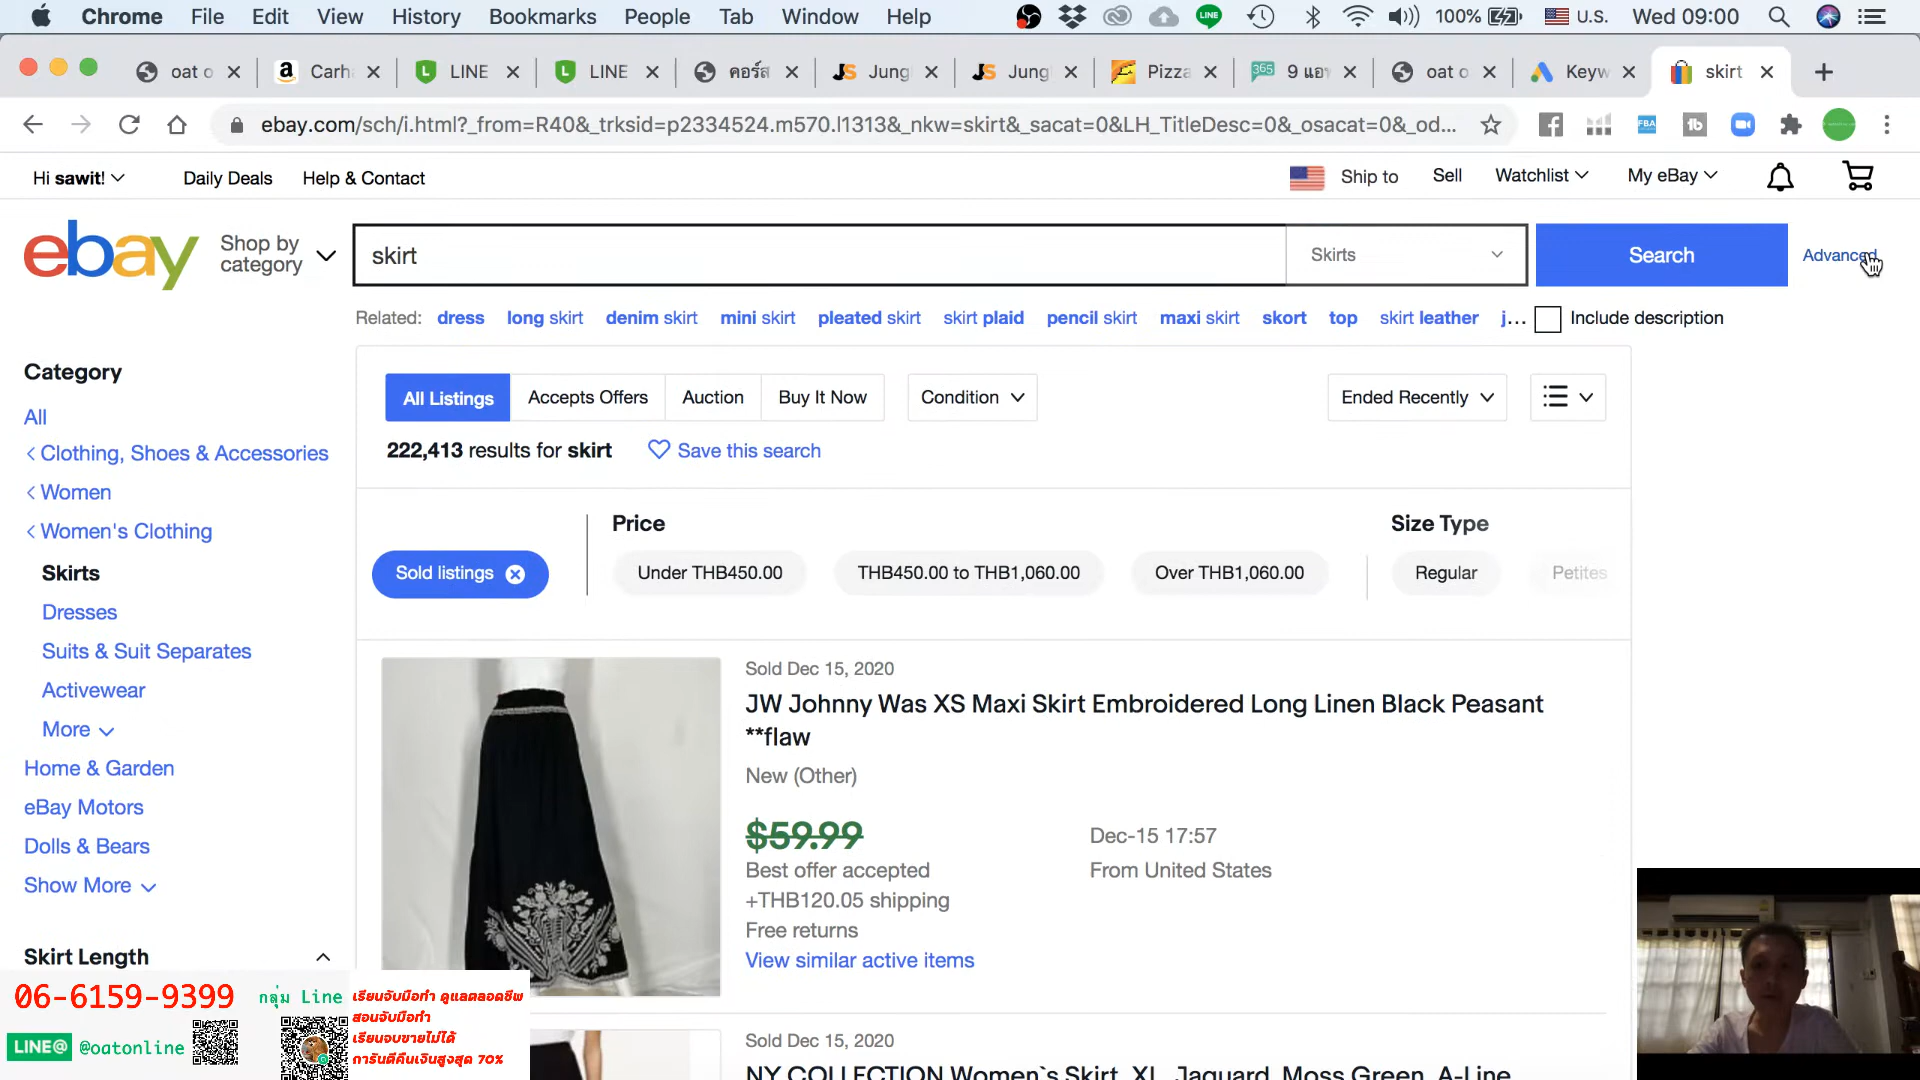 Chrome File Edit View History Bookmarks People Tab Window Help LINE 100% U.S. Wed 09:00
oat o Carh LINE LINE คอร์ส Jung Jung Pizza 365 9 แอ oat o Keyw skirt
ebay.com/sch/i.html?_from=R40&_trksid=p2334524.m570.l1313&_nkw=skirt&_sacat=0&LH_TitleDesc=0&_osacat=0&_od... FBA tb
Hi sawit! Daily Deals Help & Contact Ship to Sell Watchlist My eBay
ebay Shop by category skirt Skirts Search Advanced
Related: dress long skirt denim skirt mini skirt pleated skirt skirt plaid pencil skirt maxi skirt skort top skirt leather j... Include description
Category
All
Clothing, Shoes & Accessories
Women
Women's Clothing
Skirts
Dresses
Suits & Suit Separates
Activewear
More
Home & Garden
eBay Motors
Dolls & Bears
Show More
Skirt Length
All Listings Accepts Offers Auction Buy It Now Condition Ended Recently
222,413 results for skirt Save this search
Price Size Type
Sold listings Under THB450.00 THB450.00 to THB1,060.00 Over THB1,060.00 Regular Petites
Sold Dec 15, 2020
JW Johnny Was XS Maxi Skirt Embroidered Long Linen Black Peasant
**flaw
New (Other)
$59.99 Dec-15 17:57
Best offer accepted From United States
+THB120.05 shipping
Free returns
View similar active items
Sold Dec 15, 2020
NY COLLECTION Women`s Skirt, XL, Jaquard, Moss Green, A-Line
06-6159-9399 กลุ่ม Line เรียนจับมือทำ ดูแลตลอดชีพ
สอนจับมือทำ
LINE@ @oatonline เรียนจบขายไม่ได้
การันตีคืนเงินสูงสุด 70%